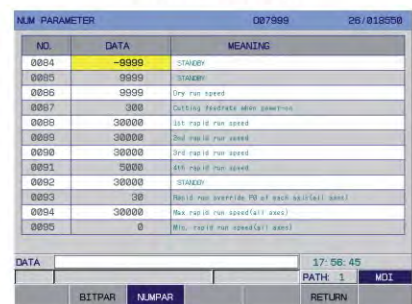 NUM PARAMETER O07999 26/018550
NO. DATA MEANING
0084 -9999 STANDBY
0085 9999 STANDBY
0086 9999 Dry run speed
0087 300 Cutting feedrate when power-on
0088 30000 1st rapid run speed
0089 30000 2nd rapid run speed
0090 30000 3rd rapid run speed
0091 5000 4th rapid run speed
0092 30000 STANDBY
0093 30 Rapid run override F0 of each axis(all axes)
0094 30000 Max rapid run speed(all axes)
0095 0 Min. rapid run speed(all axes)
DATA 17:56:45
PATH: 1 MDI
BITPAR NUMPAR RETURN